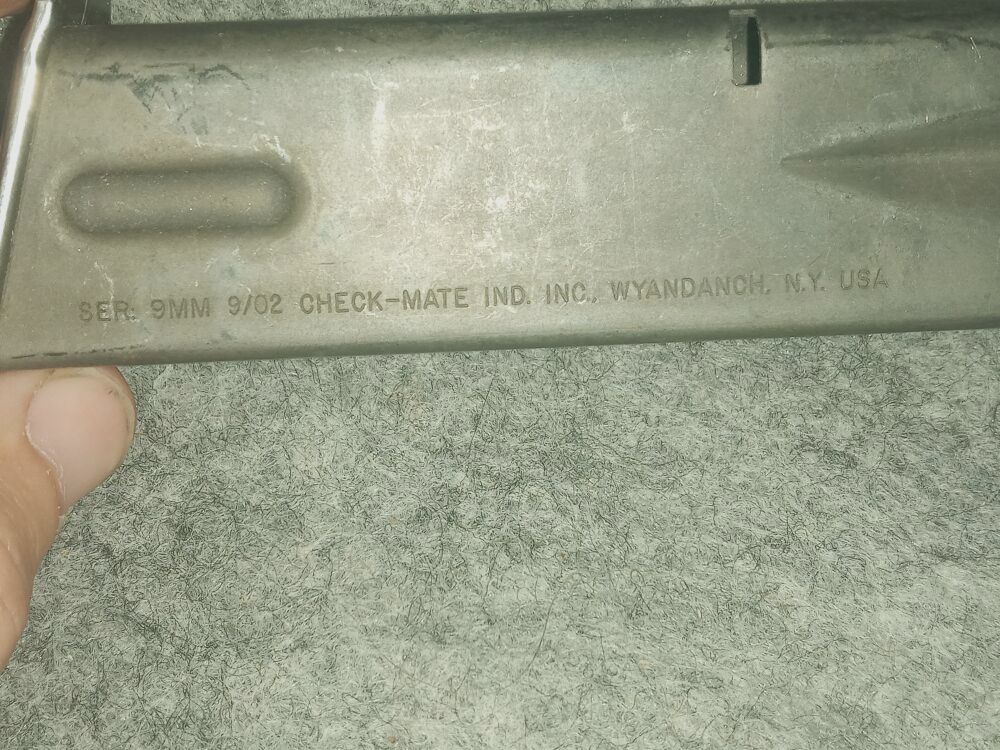 SER. 9MM 9/02 CHECK-MATE IND. INC., WYANDANCH. N.Y. USA